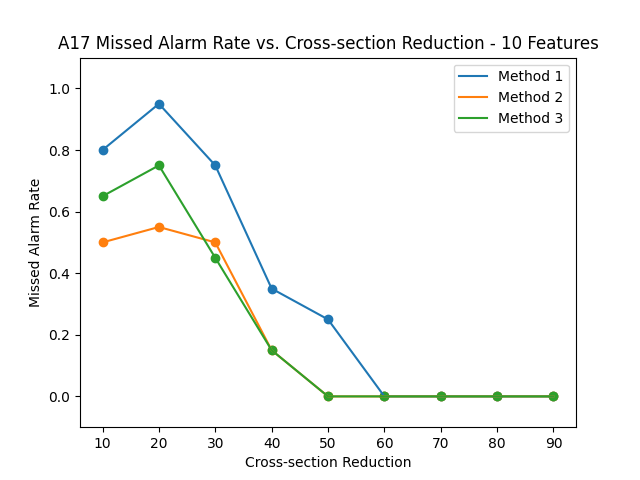 A17 Missed Alarm Rate vs. Cross-section Reduction - 10 Features
Method 1
Method 2
Method 3
1.0
0.8
0.6
0.4
0.2
0.0
Missed Alarm Rate
10 20 30 40 50 60 70 80 90
Cross-section Reduction